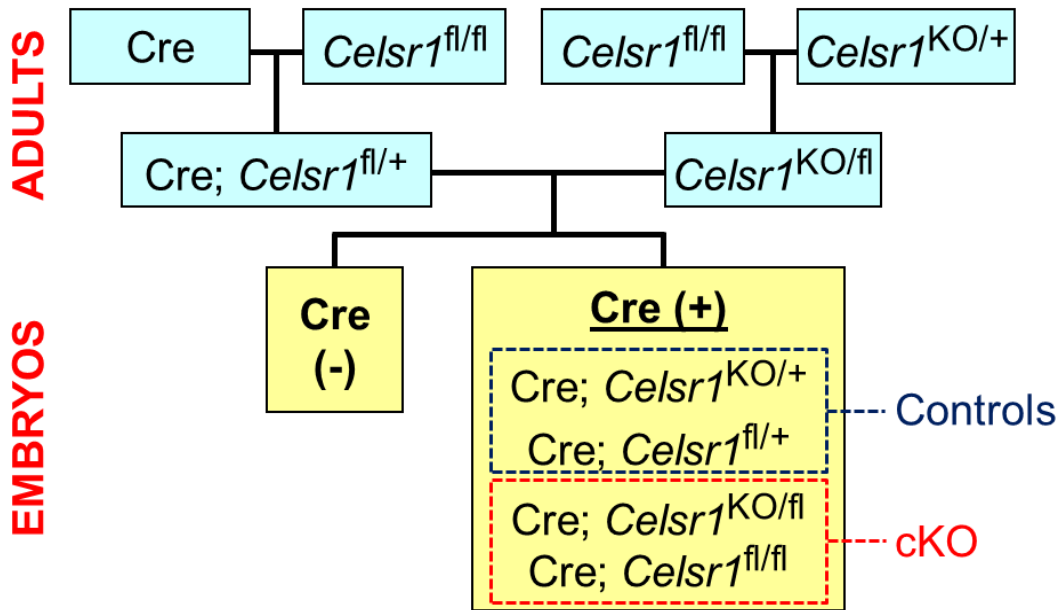 ADULTS
Cre
Celsr1fl/fl
Celsr1fl/fl
Celsr1KO/+
Cre; Celsr1fl/+
Celsr1KO/fl
EMBRYOS
Cre
(-)
Cre (+)
Cre; Celsr1KO/+
Cre; Celsr1fl/+
Controls
Cre; Celsr1KO/fl
Cre; Celsr1fl/fl
cKO